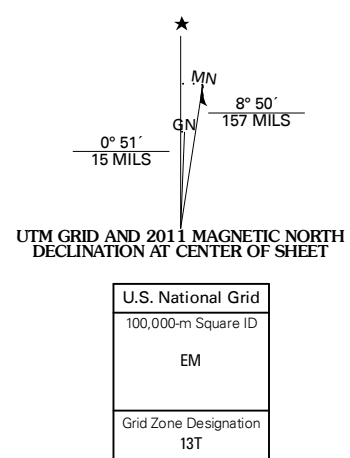 ★
MN
8° 50´
157 MILS
GN
0° 51´
15 MILS
UTM GRID AND 2011 MAGNETIC NORTH
DECLINATION AT CENTER OF SHEET
U.S. National Grid
100,000-m Square ID
EM
Grid Zone Designation
13T